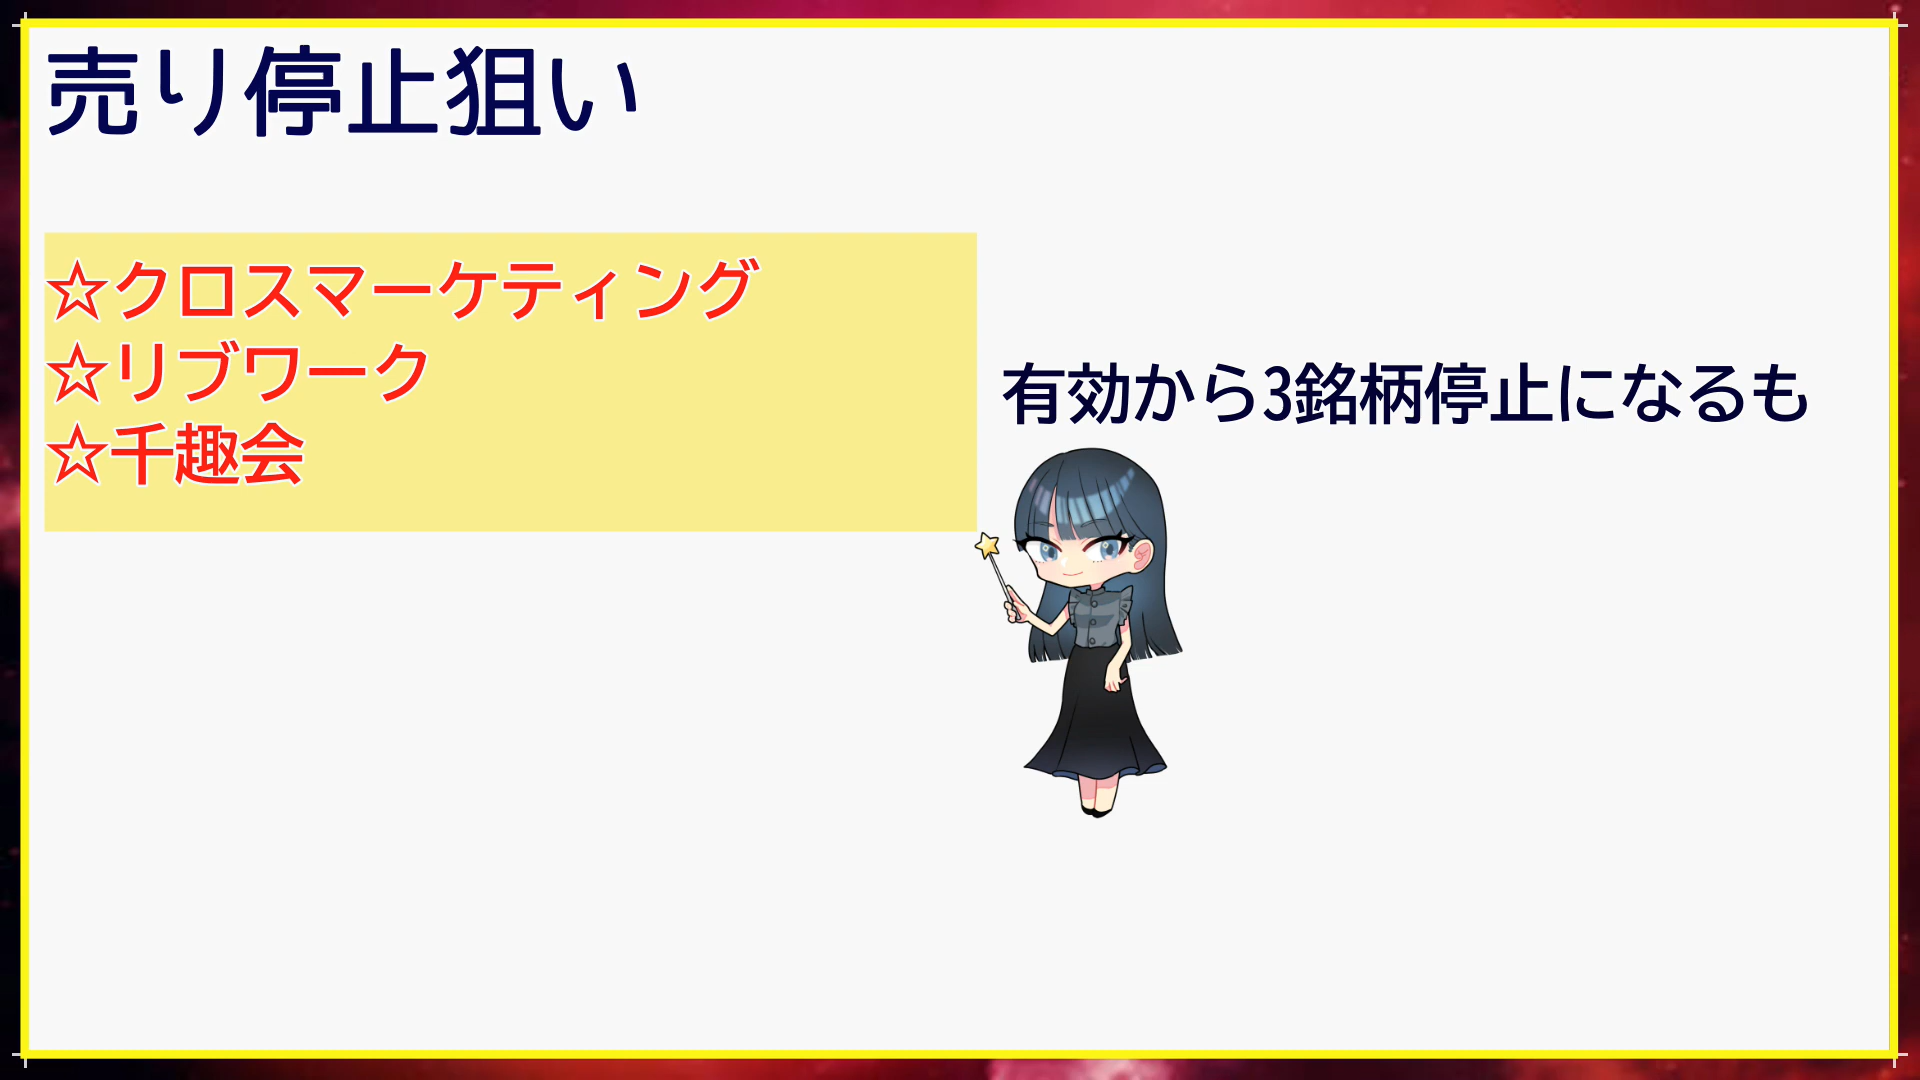 売り停止狙い
☆クロスマーケティング
☆リブワーク
☆千趣会
有効から3銘柄停止になるも